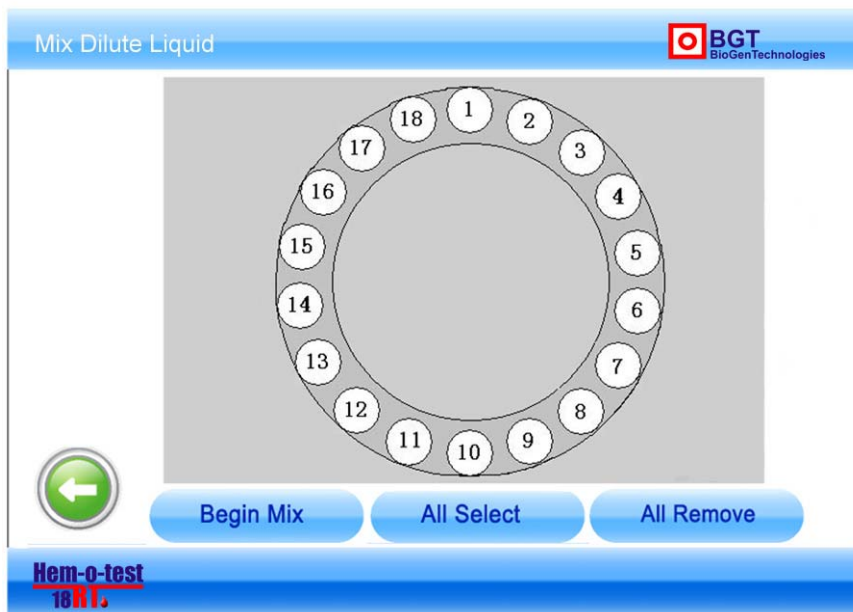 Mix Dilute Liquid
BGT
BioGenTechnologies
1
2
3
4
5
6
7
8
9
10
11
12
13
14
15
16
17
18
Begin Mix
All Select
All Remove
Hem-o-test
18RT